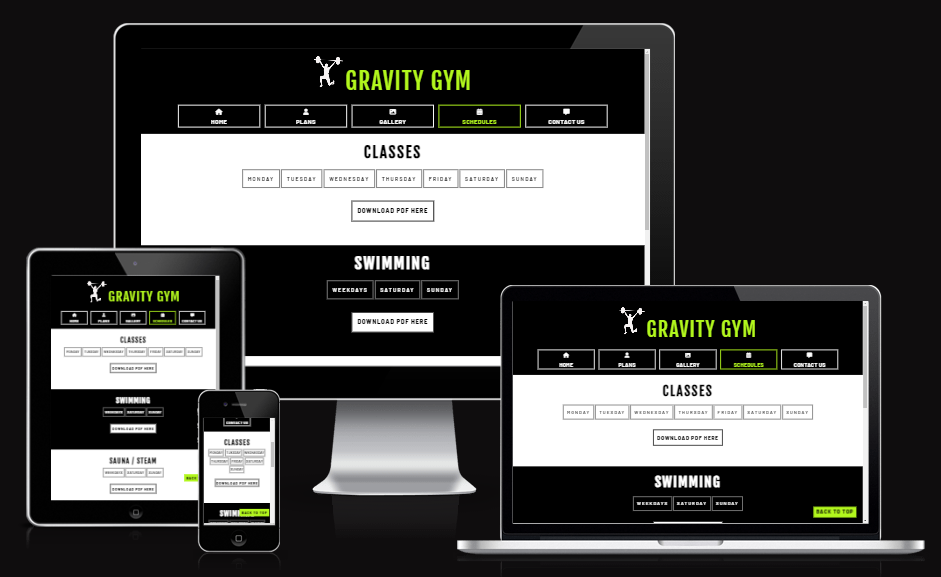 GRAVITY GYM
HOME PLANS GALLERY SCHEDULES CONTACT US
CLASSES
MONDAY TUESDAY WEDNESDAY THURSDAY FRIDAY SATURDAY SUNDAY
DOWNLOAD PDF HERE
SWIMMING
WEEKDAYS SATURDAY SUNDAY
DOWNLOAD PDF HERE
GRAVITY GYM
HOME PLANS GALLERY SCHEDULES CONTACT US
CLASSES
MONDAY TUESDAY WEDNESDAY THURSDAY FRIDAY SATURDAY SUNDAY
DOWNLOAD PDF HERE
SWIMMING
WEEKDAYS SATURDAY SUNDAY
DOWNLOAD PDF HERE
SAUNA / STEAM
WEEKDAYS SATURDAY SUNDAY
BACK
DOWNLOAD PDF HERE
CONTACT US
CLASSES
MONDAY TUESDAY WEDNESDAY
THURSDAY FRIDAY SATURDAY
SUNDAY
DOWNLOAD PDF HERE
SWIM
BACK TO TOP
GRAVITY GYM
HOME PLANS GALLERY SCHEDULES CONTACT US
CLASSES
MONDAY TUESDAY WEDNESDAY THURSDAY FRIDAY SATURDAY SUNDAY
DOWNLOAD PDF HERE
SWIMMING
WEEKDAYS SATURDAY SUNDAY
BACK TO TOP